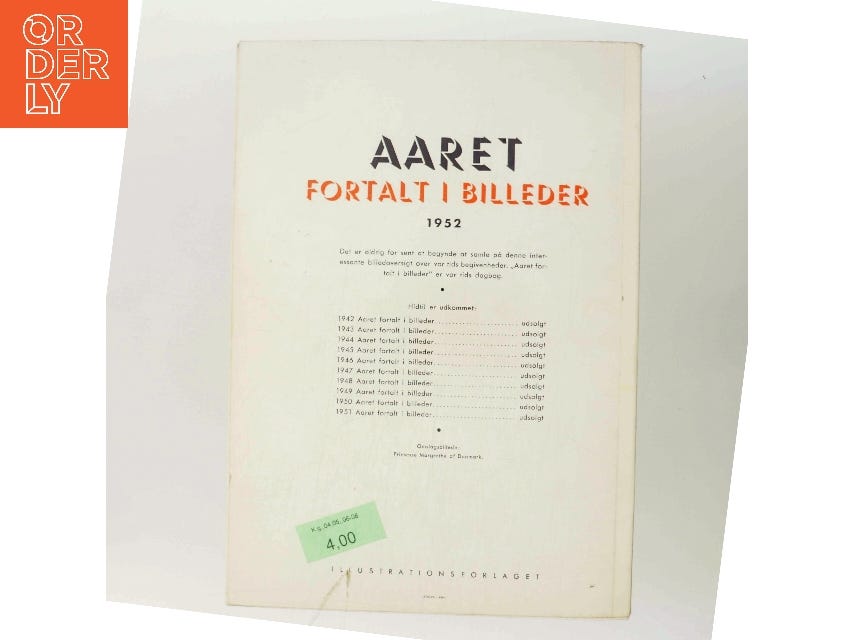 OR
DER
LY
AARET
FORTALT I BILLEDER
1952
Det er aldrig for sent at begynde at samle på denne inter-
essante billedoversigt over vor tids begivenheder. „Aaret for-
talt i billeder" er vor tids dagbog.
Hidtil er udkommet:
1942 Aaret fortalt i billeder........................ udsolgt
1943 Aaret fortalt i billeder........................ udsolgt
1944 Aaret fortalt i billeder........................ udsolgt
1945 Aaret fortalt i billeder........................ udsolgt
1946 Aaret fortalt i billeder........................ udsolgt
1947 Aaret fortalt i billeder........................ udsolgt
1948 Aaret fortalt i billeder........................ udsolgt
1949 Aaret fortalt i billeder........................ udsolgt
1950 Aaret fortalt i billeder........................ udsolgt
1951 Aaret fortalt i billeder........................ udsolgt
Omslagsbilledet:
Prinsesse Margrethe af Danmark.
4,00
ILLUSTRATIONSFORLAGET